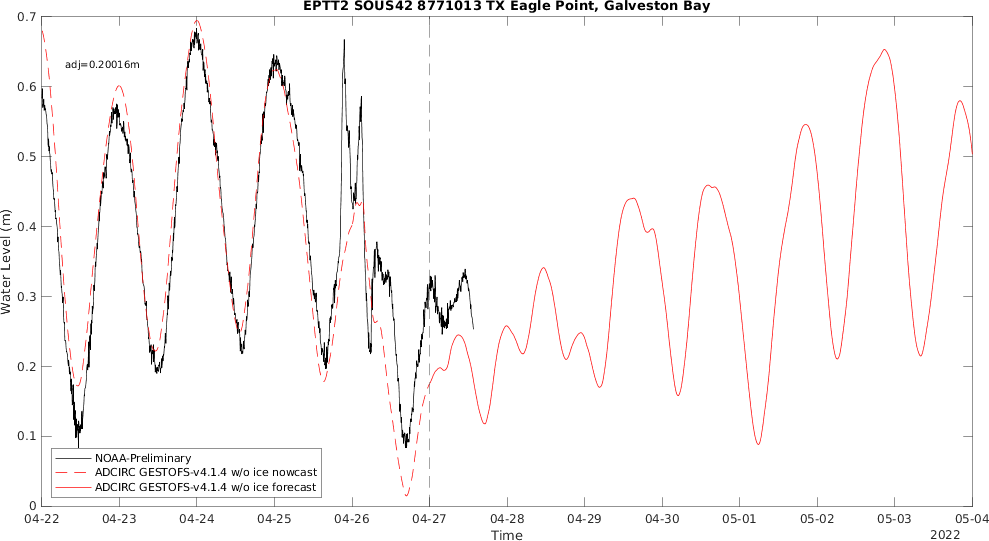 EPTT2 SOUS42 8771013 TX Eagle Point, Galveston Bay
adj=0.20016m
0.7
0.6
0.5
0.4
0.3
0.2
0.1
0
Water Level (m)
NOAA-Preliminary
ADCIRC GESTOFS-v4.1.4 w/o ice nowcast
ADCIRC GESTOFS-v4.1.4 w/o ice forecast
04-22 04-23 04-24 04-25 04-26 04-27 04-28 04-29 04-30 05-01 05-02 05-03 05-04
Time
2022